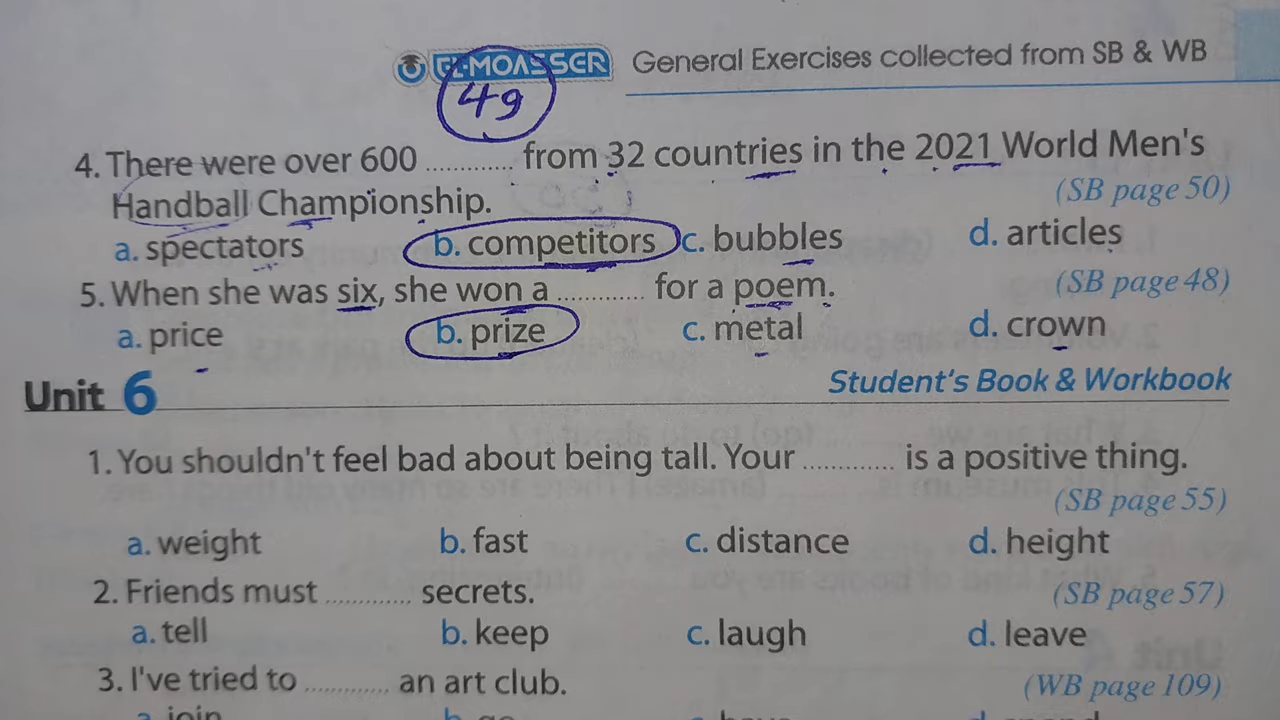 EL-MOASSER General Exercises collected from SB & WB
49
4. There were over 600 ............ from 32 countries in the 2021 World Men's
Handball Championship. (SB page 50)
a. spectators b. competitors c. bubbles d. articles
5. When she was six, she won a ............ for a poem. (SB page 48)
a. price b. prize c. metal d. crown
Unit 6 Student's Book & Workbook
1. You shouldn't feel bad about being tall. Your ............ is a positive thing.
(SB page 55)
a. weight b. fast c. distance d. height
2. Friends must ............ secrets. (SB page 57)
a. tell b. keep c. laugh d. leave
3. I've tried to ............ an art club. (WB page 109)
a. join b. go c. have d. spend